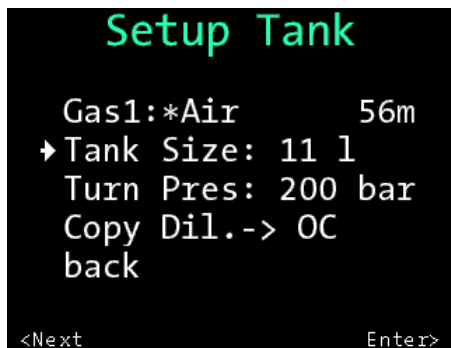 Setup Tank
Gas1:*Air 56m
Tank Size: 11 l
Turn Pres: 200 bar
Copy Dil.-> OC
back
<Next Enter>